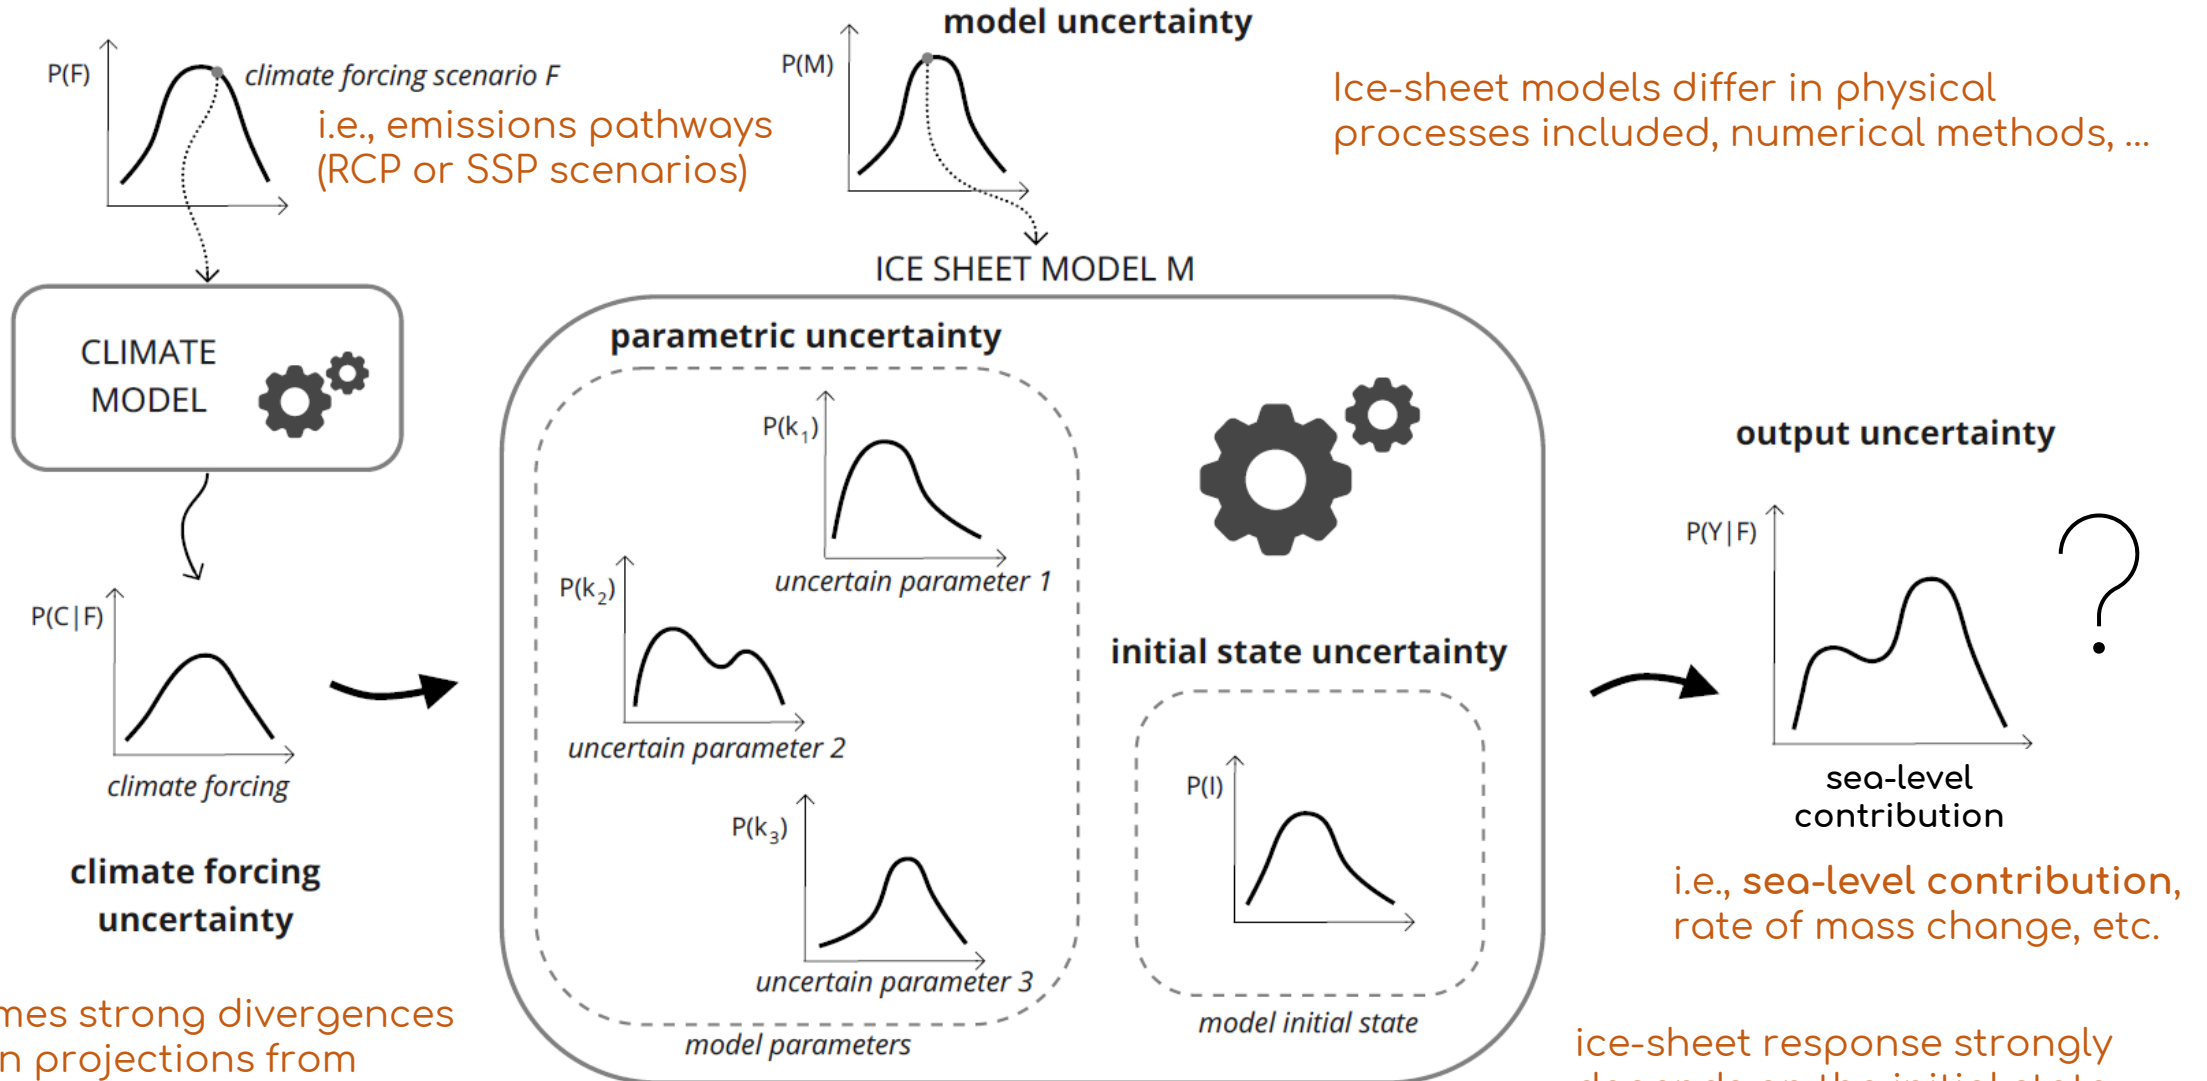 model uncertainty
P(F)
climate forcing scenario F
i.e., emissions pathways
(RCP or SSP scenarios)
P(M)
Ice-sheet models differ in physical
processes included, numerical methods, ...
ICE SHEET MODEL M
CLIMATE
MODEL
parametric uncertainty
P(k1)
uncertain parameter 1
P(k2)
uncertain parameter 2
P(k3)
uncertain parameter 3
model parameters
initial state uncertainty
P(I)
model initial state
P(C|F)
climate forcing
climate forcing
uncertainty
output uncertainty
P(Y|F)
?
sea-level
contribution
i.e., sea-level contribution,
rate of mass change, etc.
strong divergences
projections from
ice-sheet response strongly